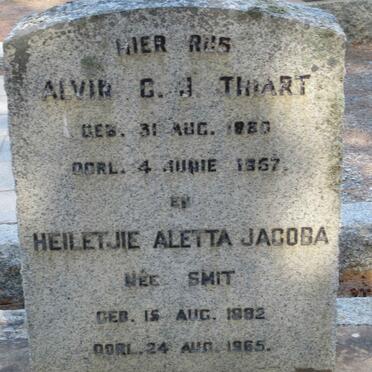 HIER RUS
ALVIN C. J. THIART
GEB. 31 AUG. 1880
OORL. 4 JUNIE 1957.
EN
HEILETJIE ALETTA JACOBA
NÉE SMIT
GEB. 15 AUG. 1882
OORL. 24 AUG. 1965.